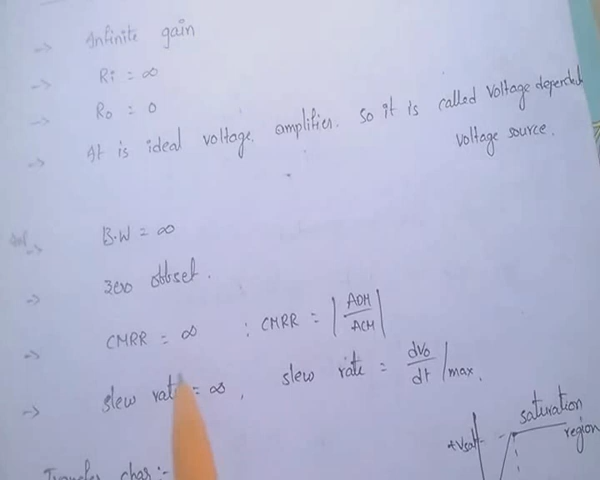 -> Infinite gain
-> Ri = ∞
-> Ro = 0
-> It is ideal voltage amplifier. So it is called voltage depended
voltage source.
-> B.W = ∞
-> zero offset.
-> CMRR = ∞ : CMRR = |ADM/ACM|
-> slew rate = ∞, slew rate = dVo/dt |max.
saturation
region
+Vsat
Transfer char :-